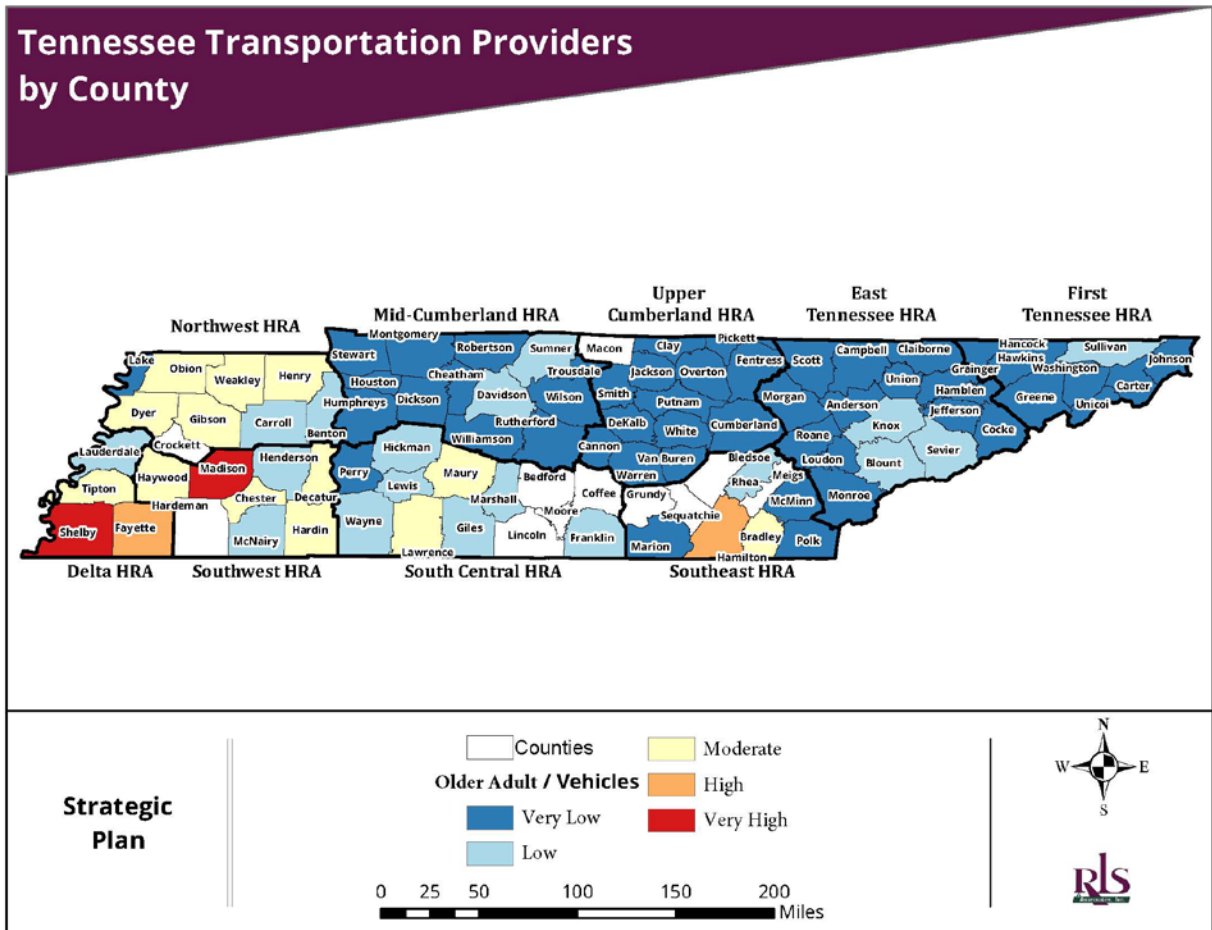 Tennessee Transportation Providers
by County
Northwest HRA
Mid-Cumberland HRA
Upper
Cumberland HRA
East
Tennessee HRA
First
Tennessee HRA
Lake
Obion
Weakley
Henry
Dyer
Gibson
Carroll
Benton
Crockett
Stewart
Montgomery
Robertson
Sumner
Houston
Cheatham
Trousdale
Humphreys
Dickson
Davidson
Wilson
Rutherford
Williamson
Macon
Clay
Pickett
Jackson
Overton
Fentress
Smith
Putnam
DeKalb
White
Cumberland
Cannon
Van Buren
Warren
Scott
Campbell
Claiborne
Union
Grainger
Hamblen
Morgan
Anderson
Jefferson
Knox
Roane
Cocke
Sevier
Loudon
Blount
Monroe
Hancock
Sullivan
Hawkins
Washington
Johnson
Carter
Greene
Unicoi
Lauderdale
Tipton
Shelby
Fayette
Haywood
Madison
Henderson
Chester
Decatur
Hardeman
McNairy
Hardin
Perry
Hickman
Lewis
Maury
Marshall
Bedford
Coffee
Moore
Wayne
Lawrence
Giles
Lincoln
Franklin
Bledsoe
Rhea
Meigs
Grundy
McMinn
Sequatchie
Marion
Hamilton
Bradley
Polk
Delta HRA
Southwest HRA
South Central HRA
Southeast HRA
Strategic
Plan
Counties
Older Adult / Vehicles
Very Low
Low
Moderate
High
Very High
0 25 50 100 150 200
Miles
N
W E
S
RLS